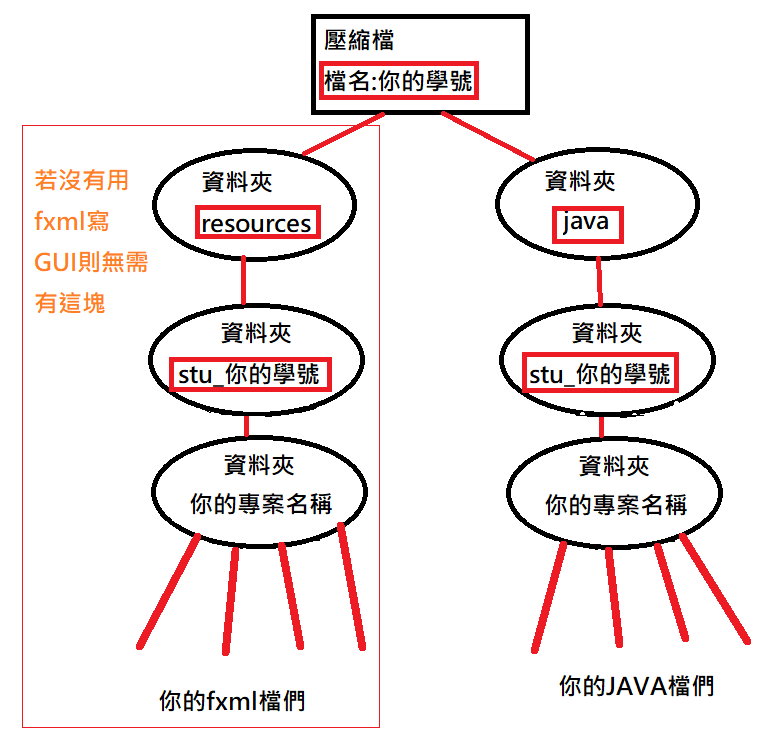 壓縮檔
檔名:你的學號
若沒有用
fxml寫
GUI則無需
有這塊
資料夾
resources
資料夾
java
資料夾
stu_你的學號
資料夾
stu_你的學號
資料夾
你的專案名稱
資料夾
你的專案名稱
你的fxml檔們
你的JAVA檔們